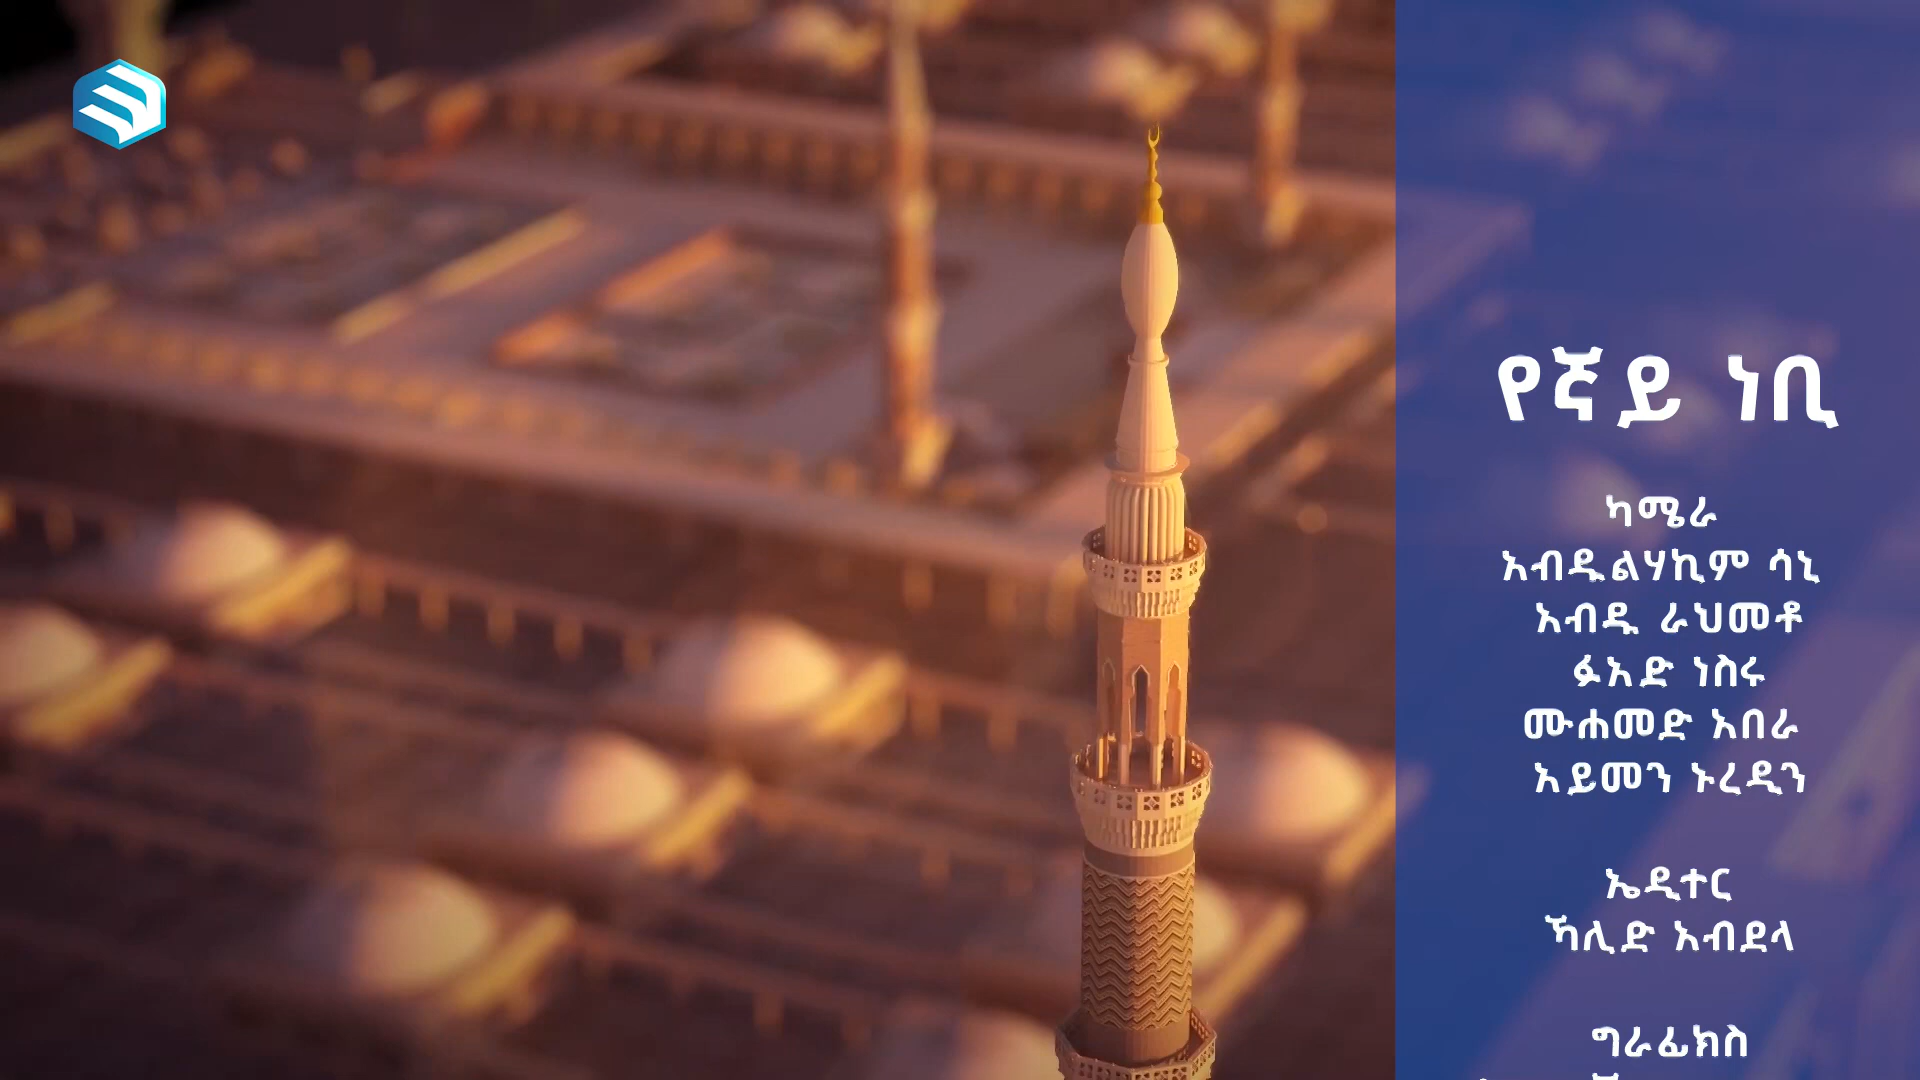 የኛይ ነቢ
ካሜራ
አብዱልሃኪም ሳኒ
አብዱ ራህመቶ
ፉአድ ነስሩ
ሙሐመድ አበራ
አይመን ኑረዲን
ኤዲተር
ኻሊድ አብደላ
ግራፊክስ